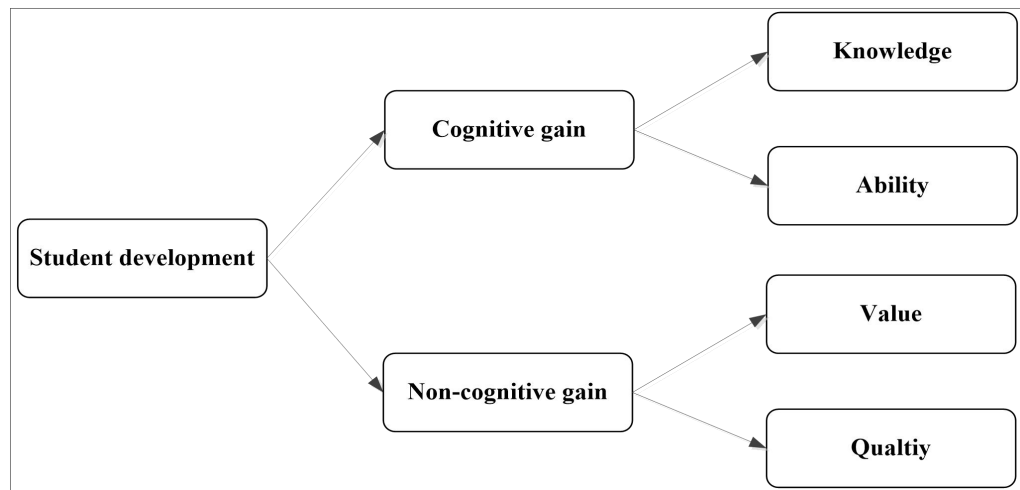 Knowledge
Cognitive gain
Ability
Student development
Value
Non-cognitive gain
Qualtiy